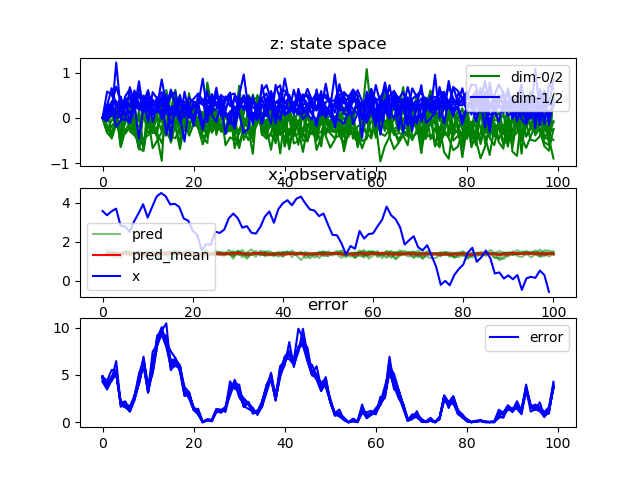 z: state space
1
0
−1
dim-0/2
dim-1/2
0 20 40 60 80 100
x: observation
4
2
0
pred
pred_mean
x
0 20 40 60 80 100
error
10
5
0
error
0 20 40 60 80 100